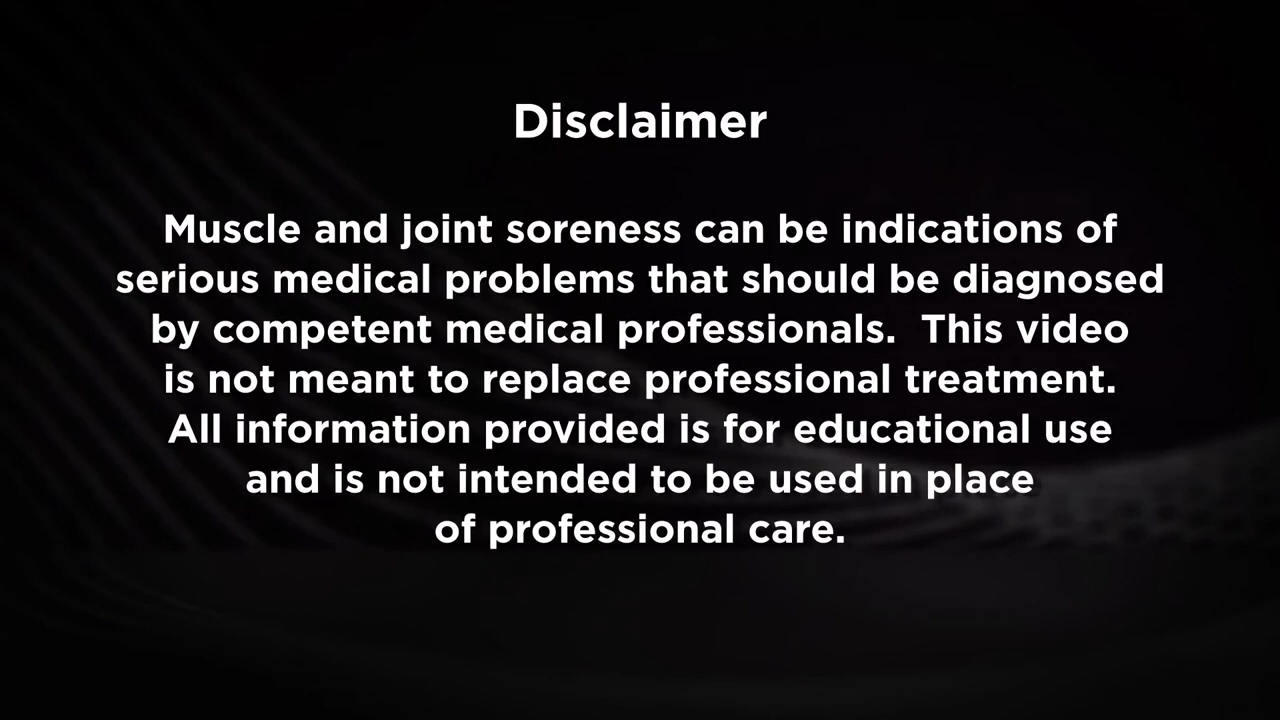 Disclaimer
Muscle and joint soreness can be indications of
serious medical problems that should be diagnosed
by competent medical professionals.  This video
is not meant to replace professional treatment.
All information provided is for educational use
and is not intended to be used in place
of professional care.